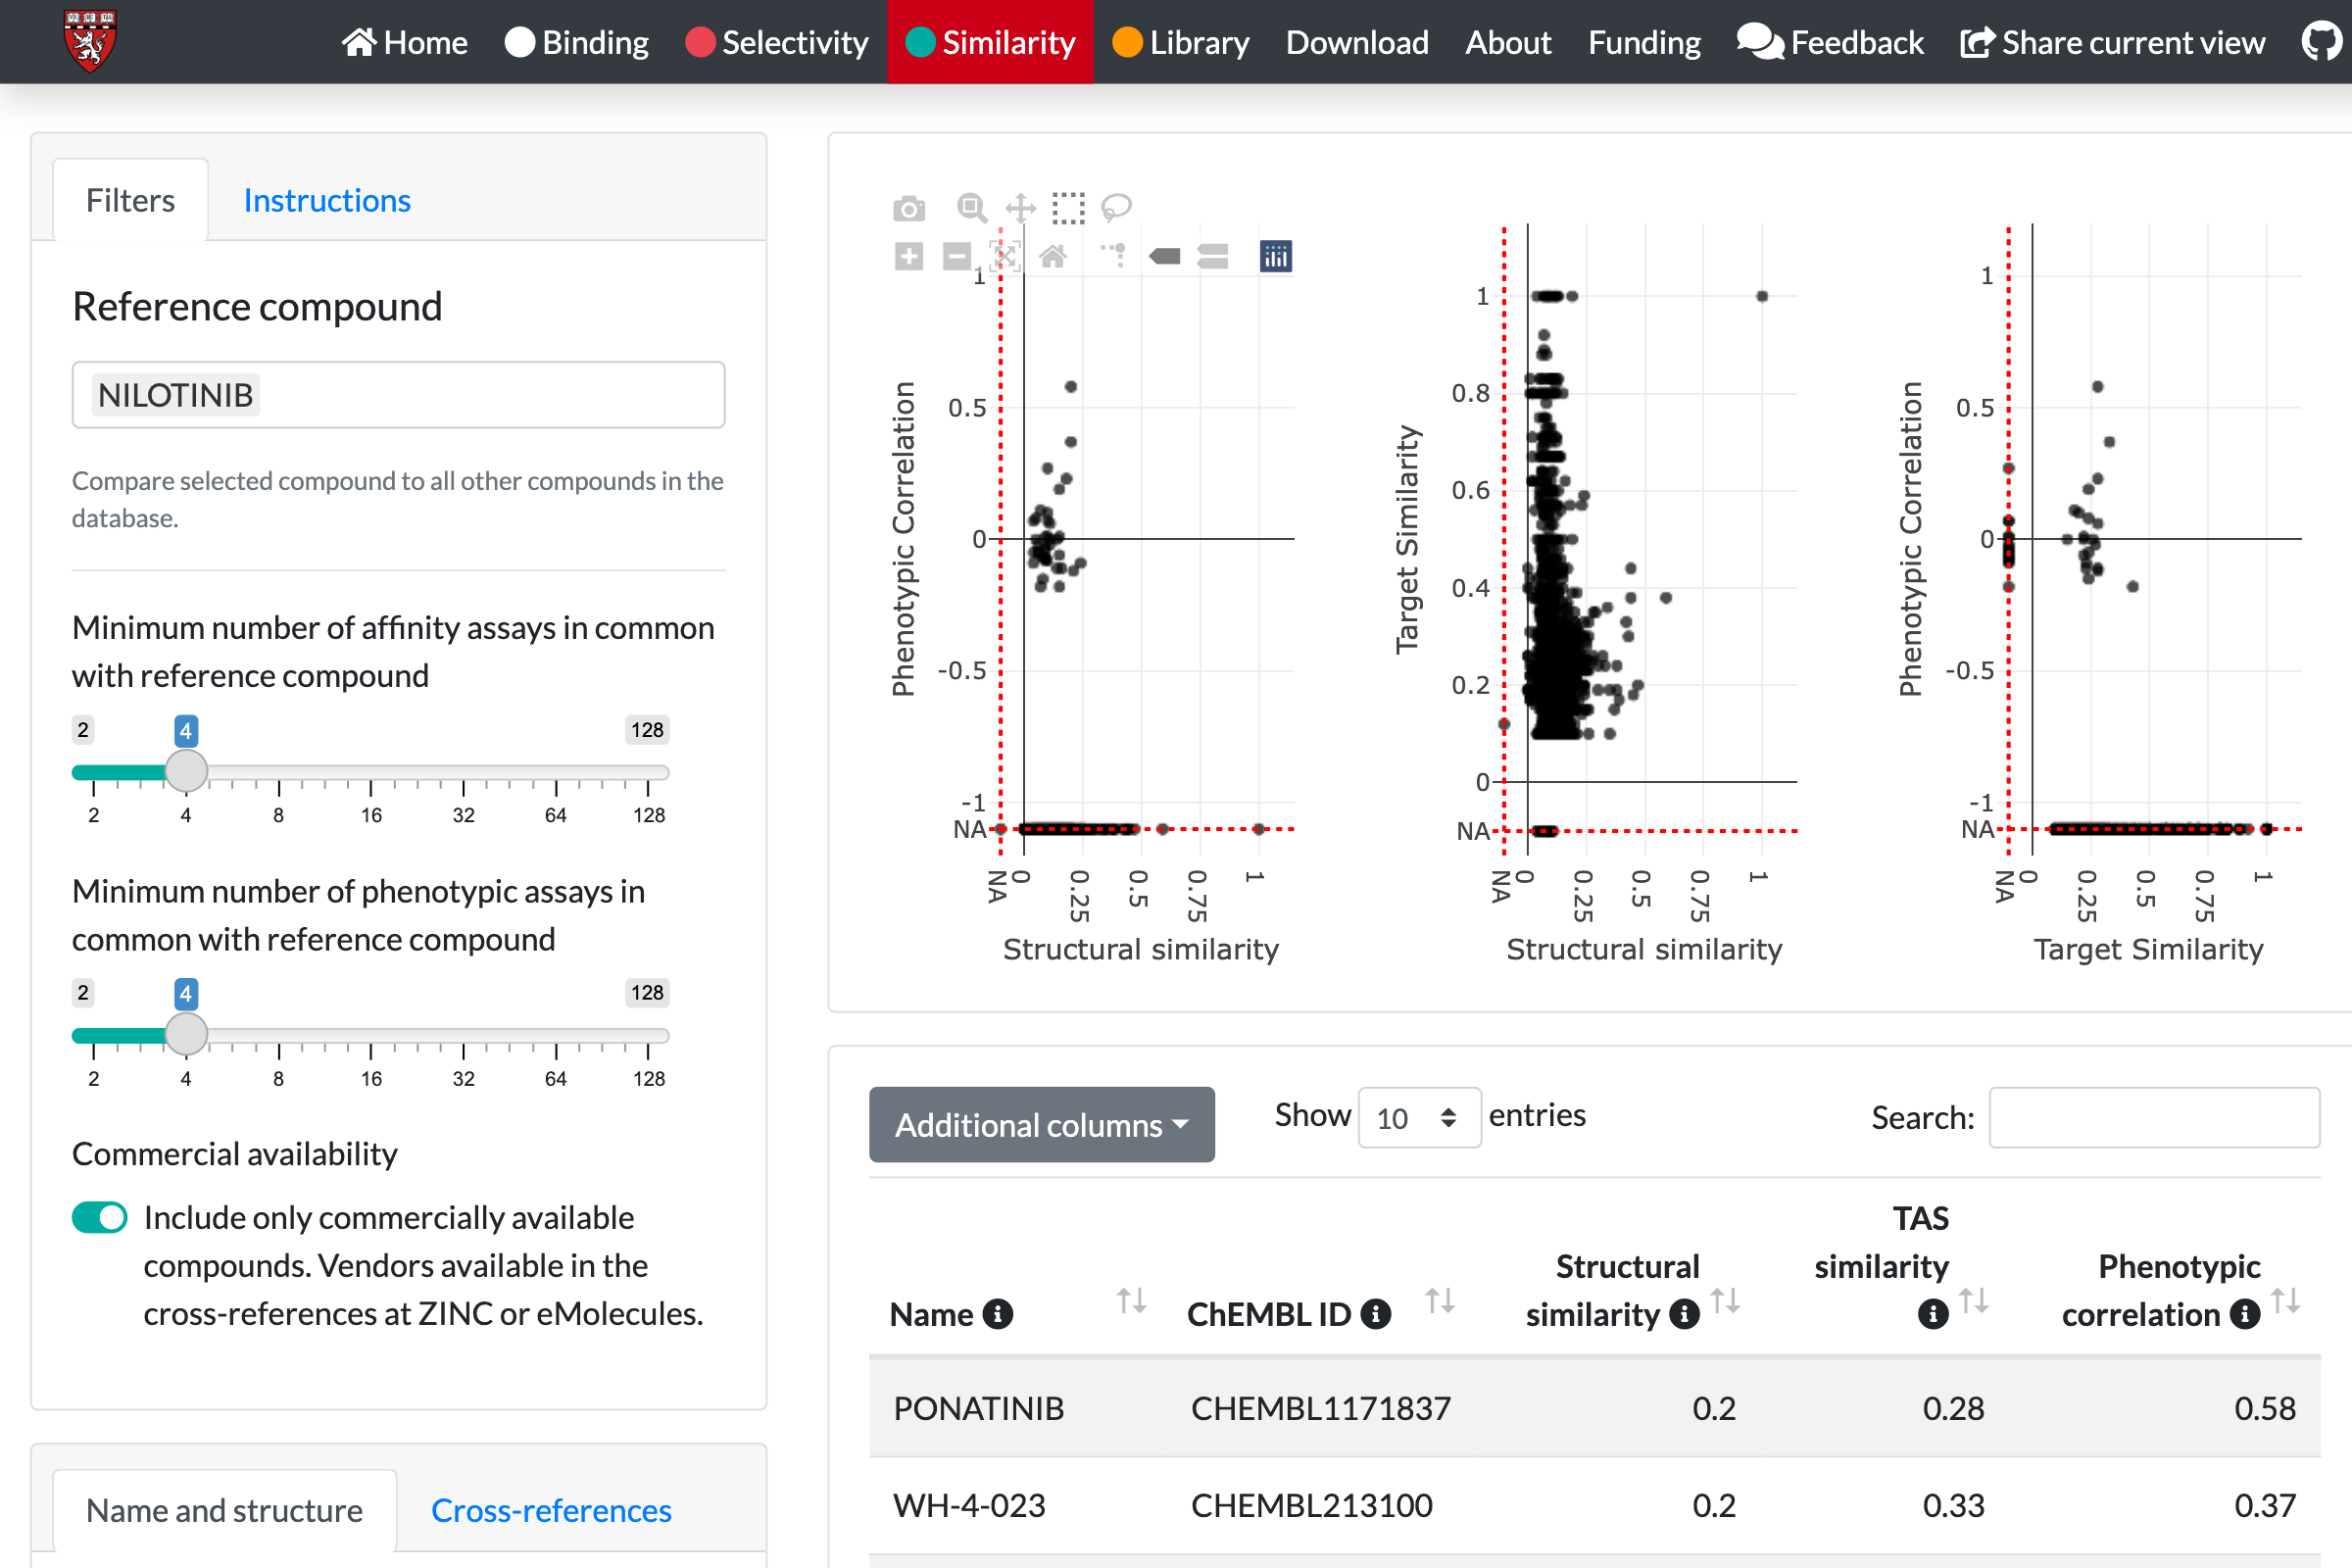 Home Binding Selectivity Similarity Library Download About Funding Feedback Share current view
Filters Instructions
Reference compound
NILOTINIB
Compare selected compound to all other compounds in the
database.
Minimum number of affinity assays in common
with reference compound
2 4 128
2 4 8 16 32 64 128
Minimum number of phenotypic assays in
common with reference compound
2 4 128
2 4 8 16 32 64 128
Commercial availability
Include only commercially available
compounds. Vendors available in the
cross-references at ZINC or eMolecules.
Name and structure Cross-references
Phenotypic Correlation
1
0.5
0
-0.5
-1
NA
NA 0 0.25 0.5 0.75 1
Structural similarity
Target Similarity
1
0.8
0.6
0.4
0.2
0
NA
NA 0 0.25 0.5 0.75 1
Structural similarity
Phenotypic Correlation
1
0.5
0
-0.5
-1
NA
NA 0 0.25 0.5 0.75 1
Target Similarity
Additional columns Show 10 entries Search:
Name ChEMBL ID Structural similarity TAS similarity Phenotypic correlation
PONATINIB CHEMBL1171837 0.2 0.28 0.58
WH-4-023 CHEMBL213100 0.2 0.33 0.37